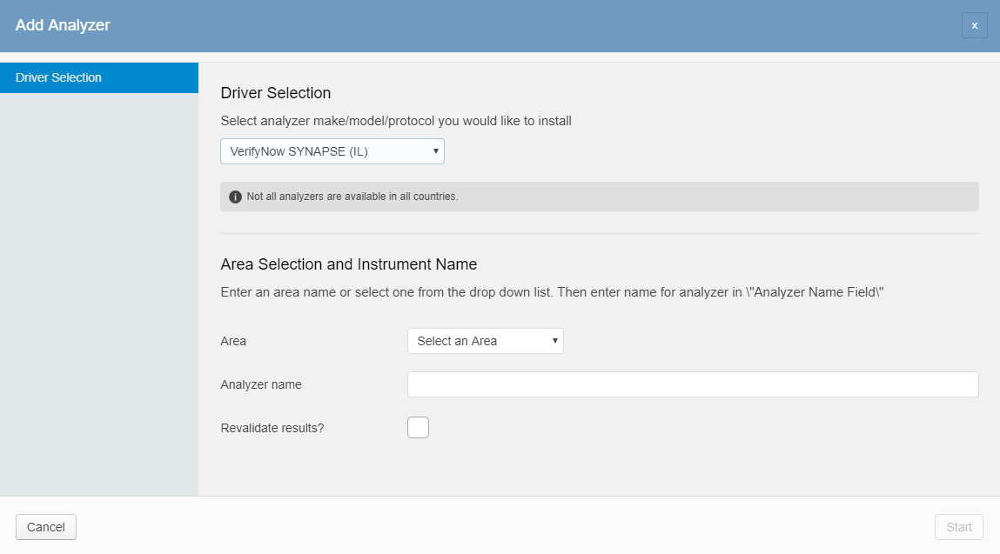 Add Analyzer
x
Driver Selection
Driver Selection
Select analyzer make/model/protocol you would like to install
VerifyNow SYNAPSE (IL)
Not all analyzers are available in all countries.
Area Selection and Instrument Name
Enter an area name or select one from the drop down list. Then enter name for analyzer in \"Analyzer Name Field\"
Area
Select an Area
Analyzer name
Revalidate results?
Cancel
Start